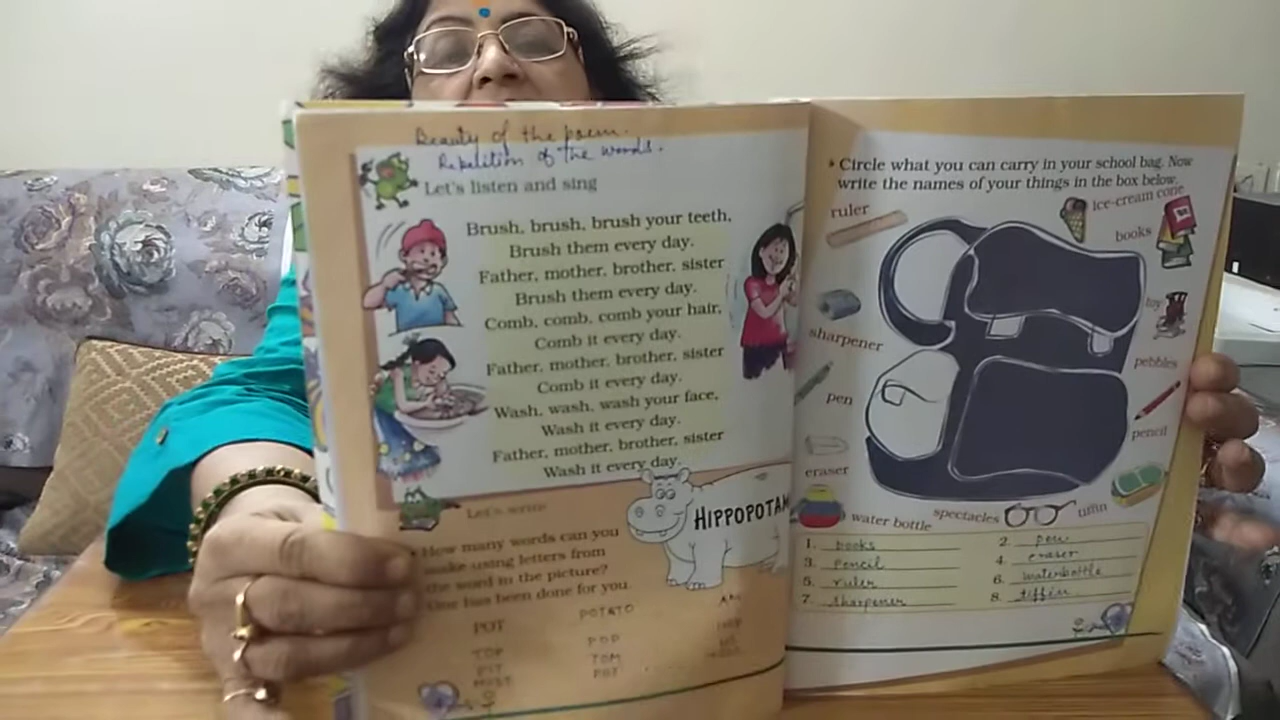 Beauty of the poem.
Repalition of the words.
Let's listen and sing
Brush, brush, brush your teeth,
Brush them every day.
Father, mother, brother, sister
Brush them every day.
Comb, comb, comb your hair,
Comb it every day.
Father, mother, brother, sister
Comb it every day.
Wash, wash, wash your face,
Wash it every day.
Father, mother, brother, sister
Wash it every day.
Let's write
HIPPOPOTAM
How many words can you
make using letters from
the word in the picture?
One has been done for you.
POT POTATO
TOP POP
PIT TOM
MUST PAT
Circle what you can carry in your school bag. Now
write the names of your things in the box below.
ruler
ice-cream cone
books
toy
sharpener
pebbles
pen
pencil
eraser
water bottle
spectacles
tiffin
1. books 2. pen
3. pencil 4. eraser
5. ruler 6. waterbottle
7. sharpener 8. tiffin